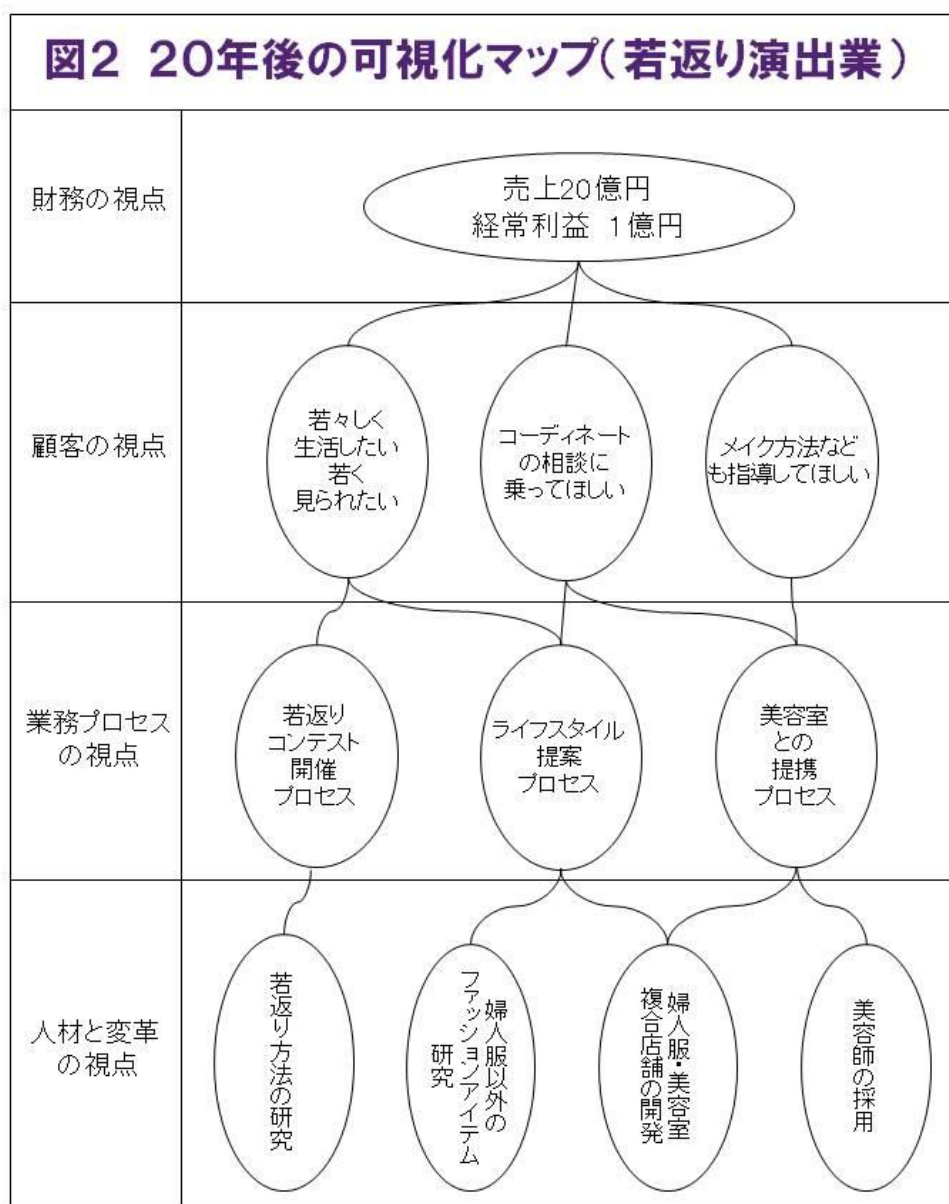 図2 20年後の可視化マップ(若返り演出業)
財務の視点
売上20億円
経常利益 1億円
顧客の視点
若々しく
生活したい
若く
見られたい
コーディネート
の相談に
乗ってほしい
メイク方法など
も指導してほしい
業務プロセス
の視点
若返り
コンテスト
開催
プロセス
ライフスタイル
提案
プロセス
美容室
との
提携
プロセス
人材と変革
の視点
若返り方法の研究
婦人服以外の
ファッションアイテム
研究
婦人服・美容室
複合店舗の開発
美容師の採用